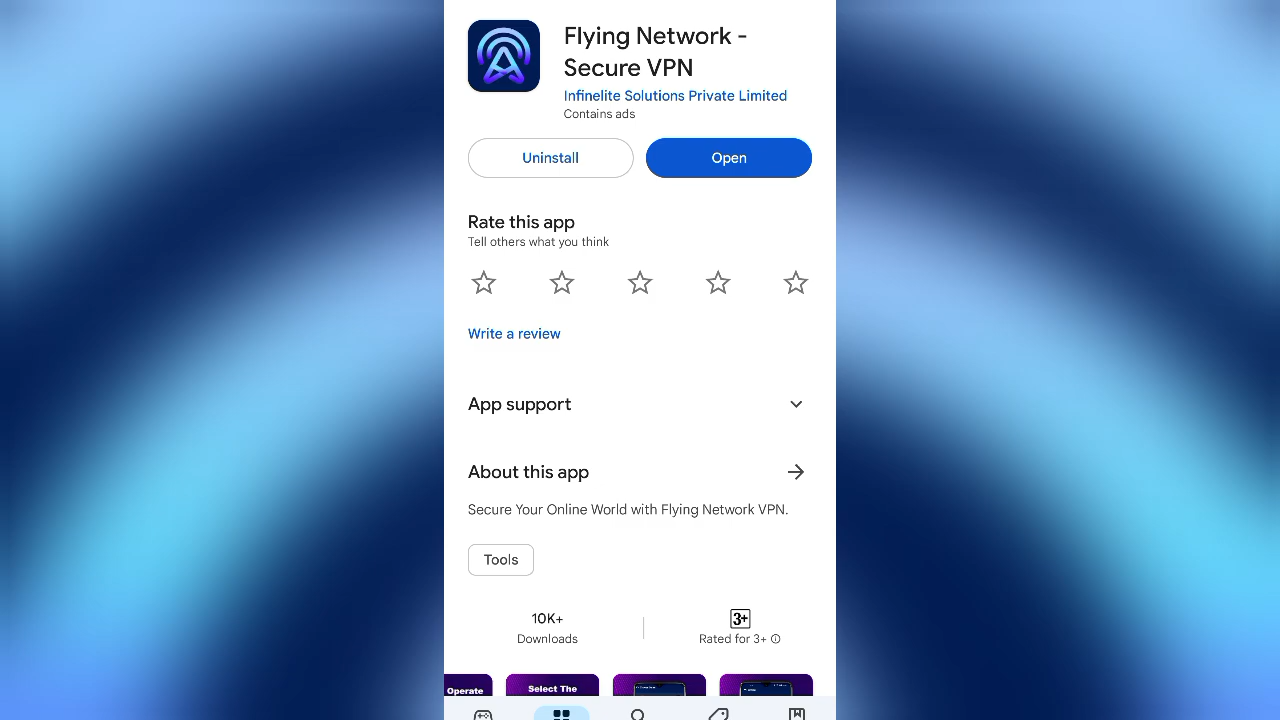 Flying Network -
Secure VPN
Infinelite Solutions Private Limited
Contains ads
Uninstall
Open
Rate this app
Tell others what you think
Write a review
App support
About this app
Secure Your Online World with Flying Network VPN.
Tools
10K+
Downloads
3+
Rated for 3+
Operate
Select The